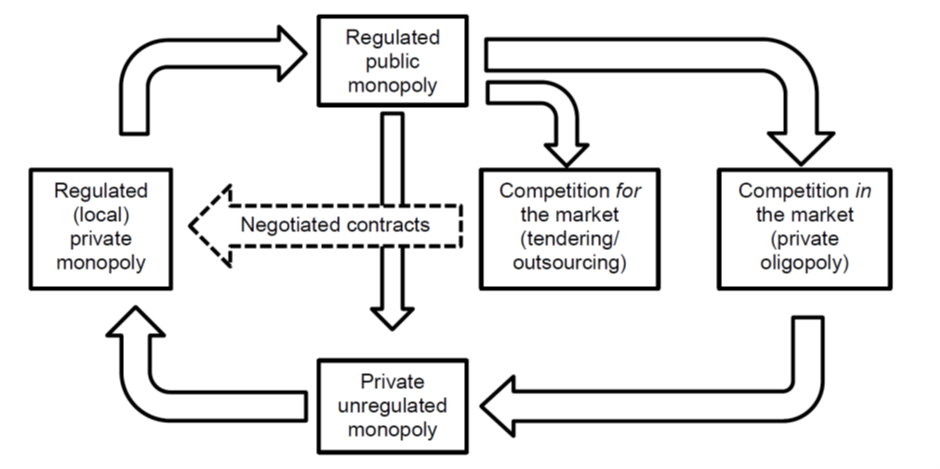 Regulated
public
monopoly
Regulated
(local)
private
monopoly
Negotiated contracts
Competition for
the market
(tendering/
outsourcing)
Competition in
the market
(private
oligopoly)
Private
unregulated
monopoly